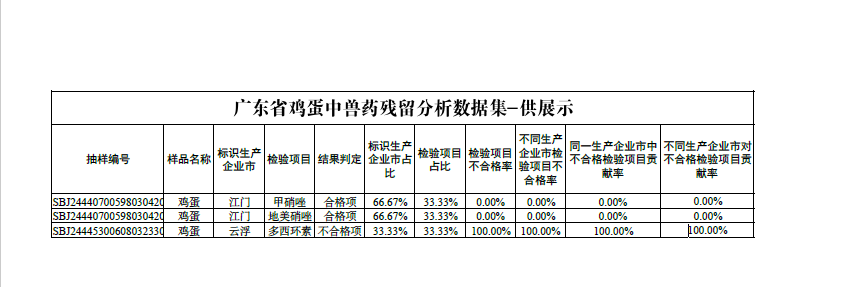 广东省鸡蛋中兽药残留分析数据集-供展示
抽样编号 样品名称 标识生产企业市 检验项目 结果判定 标识生产企业市占比 检验项目占比 检验项目不合格率 不同生产企业市检验项目不合格率 同一生产企业市中不合格检验项目贡献率 不同生产企业市对不合格检验项目贡献率
SBJ24440700598030420 鸡蛋 江门 甲硝唑 合格项 66.67% 33.33% 0.00% 0.00% 0.00% 0.00%
SBJ24440700598030420 鸡蛋 江门 地美硝唑 合格项 66.67% 33.33% 0.00% 0.00% 0.00% 0.00%
SBJ24445300608032330 鸡蛋 云浮 多西环素 不合格项 33.33% 33.33% 100.00% 100.00% 100.00% 100.00%